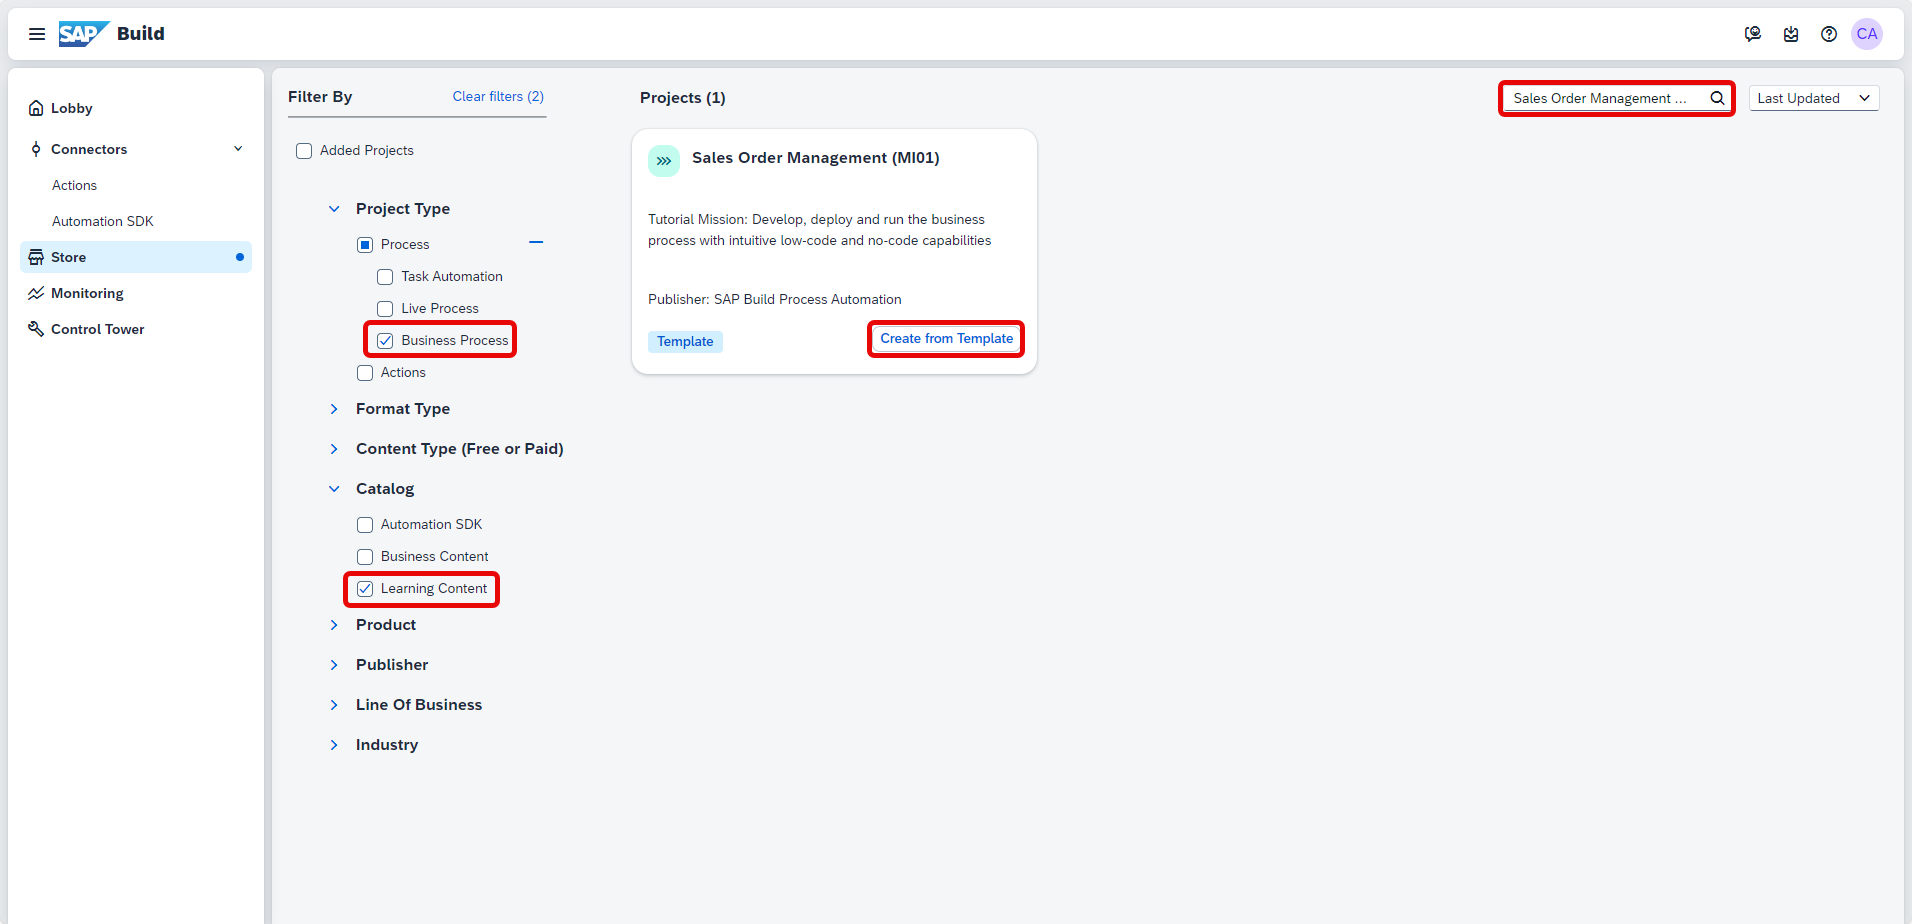 SAP Build
CA
Lobby
Connectors
Actions
Automation SDK
Store
Monitoring
Control Tower
Filter By
Clear filters (2)
Added Projects
Project Type
Process
Task Automation
Live Process
Business Process
Actions
Format Type
Content Type (Free or Paid)
Catalog
Automation SDK
Business Content
Learning Content
Product
Publisher
Line Of Business
Industry
Projects (1)
Sales Order Management ...
Last Updated
Sales Order Management (MI01)
Tutorial Mission: Develop, deploy and run the business
process with intuitive low-code and no-code capabilities
Publisher: SAP Build Process Automation
Template
Create from Template